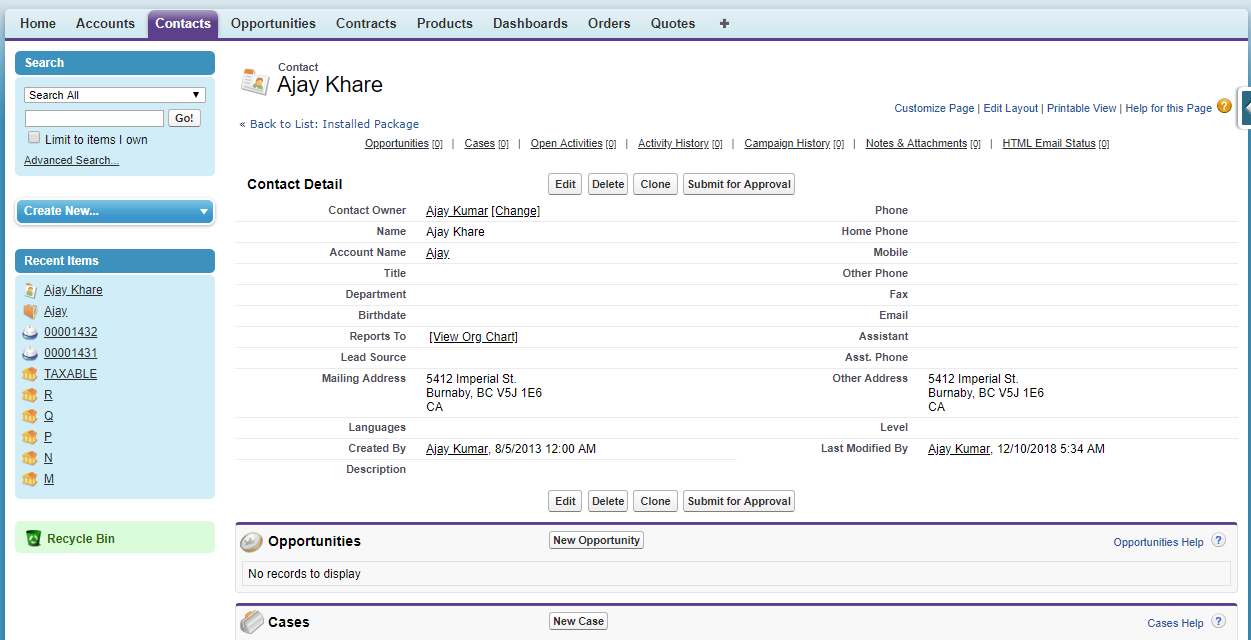 Home Accounts Contacts Opportunities Contracts Products Dashboards Orders Quotes +
Search
Search All
Go!
Limit to items I own
Advanced Search...
Create New...
Recent Items
Ajay Khare
Ajay
00001432
00001431
TAXABLE
R
Q
P
N
M
Recycle Bin
Contact
Ajay Khare
Customize Page | Edit Layout | Printable View | Help for this Page ?
« Back to List: Installed Package
Opportunities [0] | Cases [0] | Open Activities [0] | Activity History [0] | Campaign History [0] | Notes & Attachments [0] | HTML Email Status [0]
Contact Detail Edit Delete Clone Submit for Approval
Contact Owner Ajay Kumar [Change] Phone
Name Ajay Khare Home Phone
Account Name Ajay Mobile
Title Other Phone
Department Fax
Birthdate Email
Reports To [View Org Chart] Assistant
Lead Source Asst. Phone
Mailing Address 5412 Imperial St. Other Address 5412 Imperial St.
Burnaby, BC V5J 1E6 Burnaby, BC V5J 1E6
CA CA
Languages Level
Created By Ajay Kumar, 8/5/2013 12:00 AM Last Modified By Ajay Kumar, 12/10/2018 5:34 AM
Description
Edit Delete Clone Submit for Approval
Opportunities New Opportunity Opportunities Help ?
No records to display
Cases New Case Cases Help ?